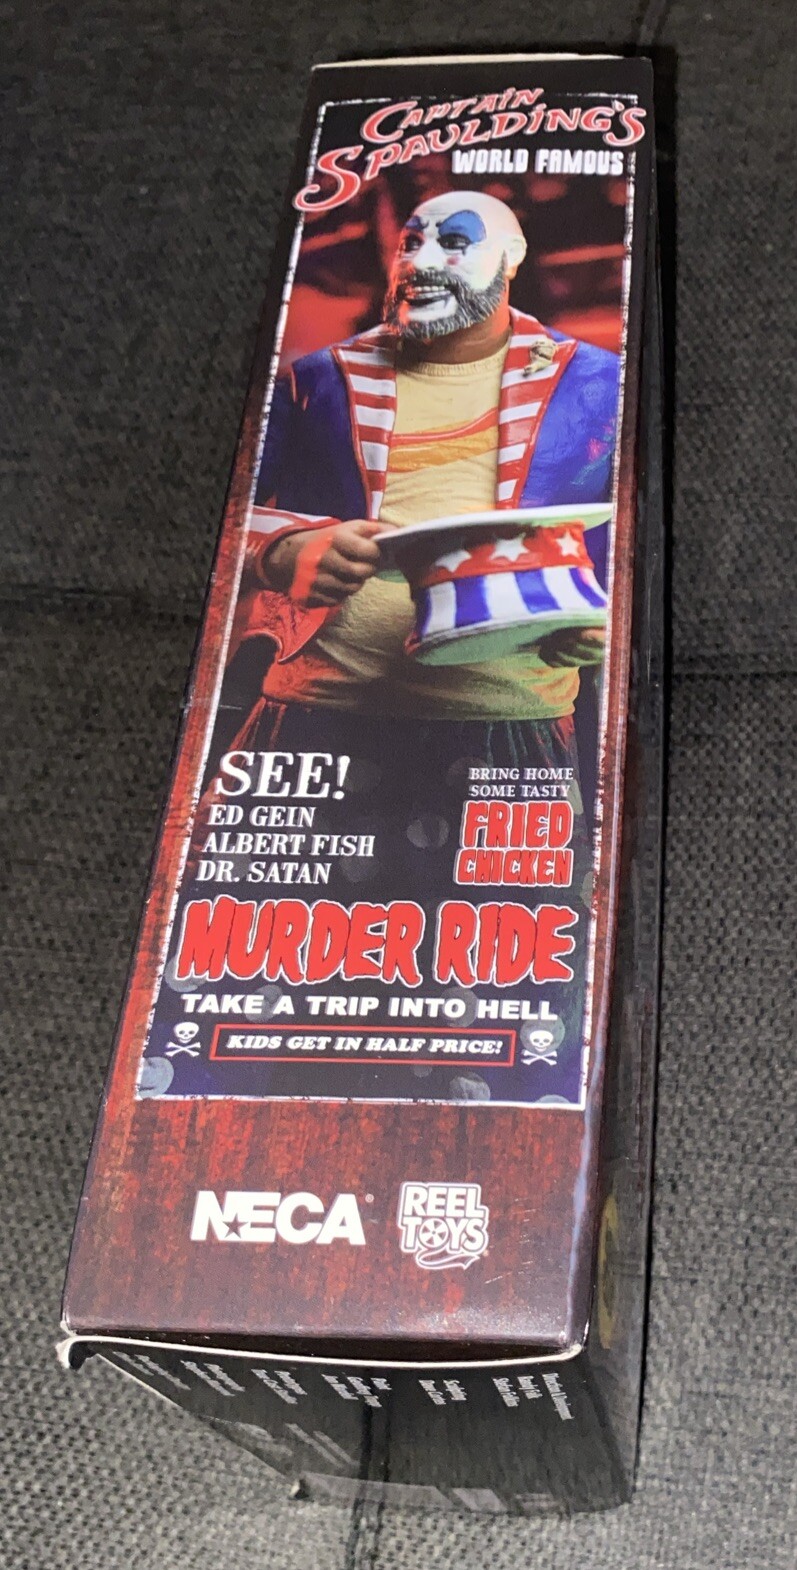 CAPTAIN
SPAULDING'S
WORLD FAMOUS
SEE!
ED GEIN
ALBERT FISH
DR. SATAN
BRING HOME
SOME TASTY
FRIED
CHICKEN
MURDER RIDE
TAKE A TRIP INTO HELL
KIDS GET IN HALF PRICE!
NECA®
REEL
TOYS